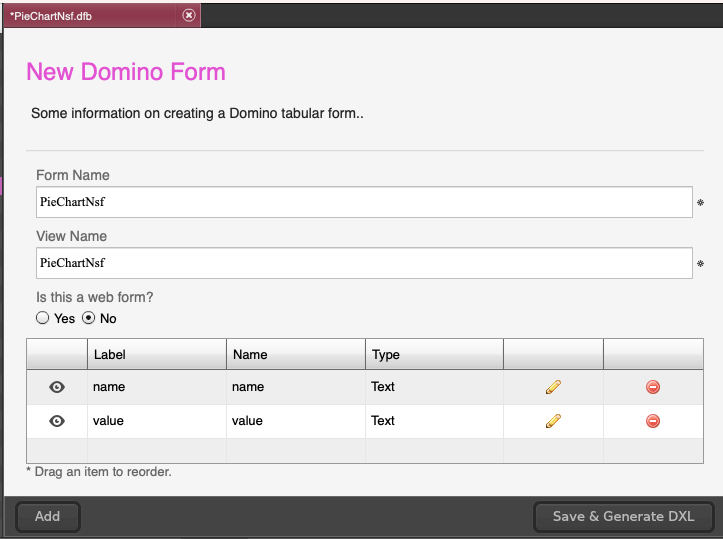 *PieChartNsf.dfb
New Domino Form
Some information on creating a Domino tabular form..
Form Name
PieChartNsf
*
View Name
PieChartNsf
*
Is this a web form?
Yes No
Label Name Type
name name Text
value value Text
* Drag an item to reorder.
Add Save & Generate DXL